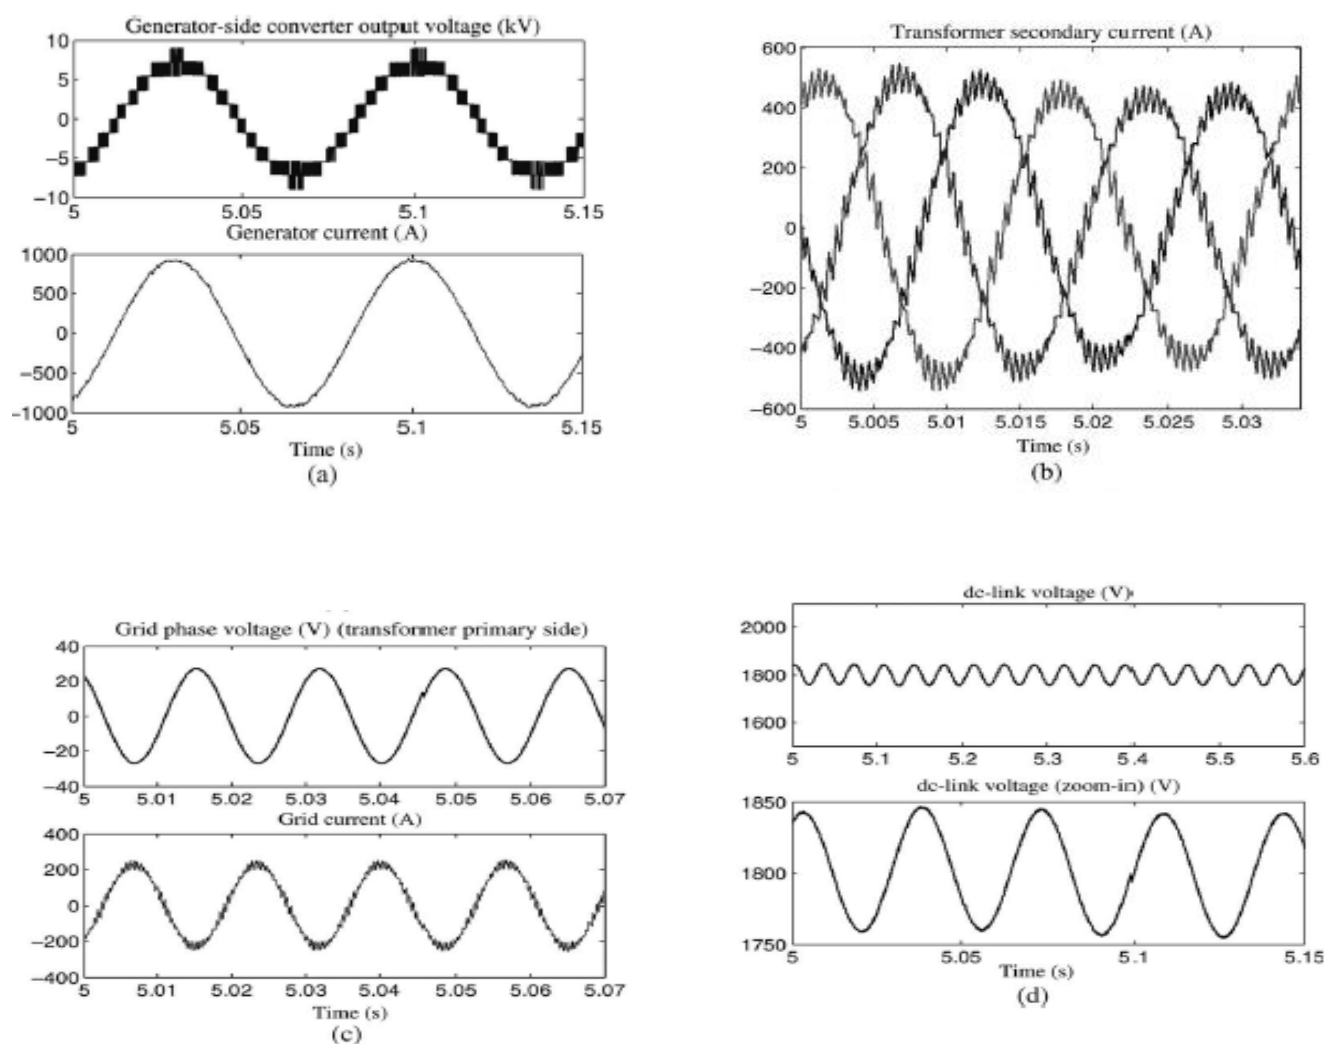 Generator-side converter output voltage (kV)
10
5
0
−5
−10
5 5.05 5.1 5.15
Generator current (A)
1000
500
0
−500
−1000
5 5.05 5.1 5.15
Time (s)
(a)
Transformer secondary current (A)
600
400
200
0
−200
−400
−600
5 5.005 5.01 5.015 5.02 5.025 5.03
Time (s)
(b)
Grid phase voltage (V) (transformer primary side)
40
20
0
−20
−40
5 5.01 5.02 5.03 5.04 5.05 5.06 5.07
Grid current (A)
400
200
0
−200
−400
5 5.01 5.02 5.03 5.04 5.05 5.06 5.07
Time (s)
(c)
dc-link voltage (V)
2000
1800
1600
5 5.1 5.2 5.3 5.4 5.5 5.6
dc-link voltage (zoom-in) (V)
1850
1800
1750
5 5.05 5.1 5.15
Time (s)
(d)